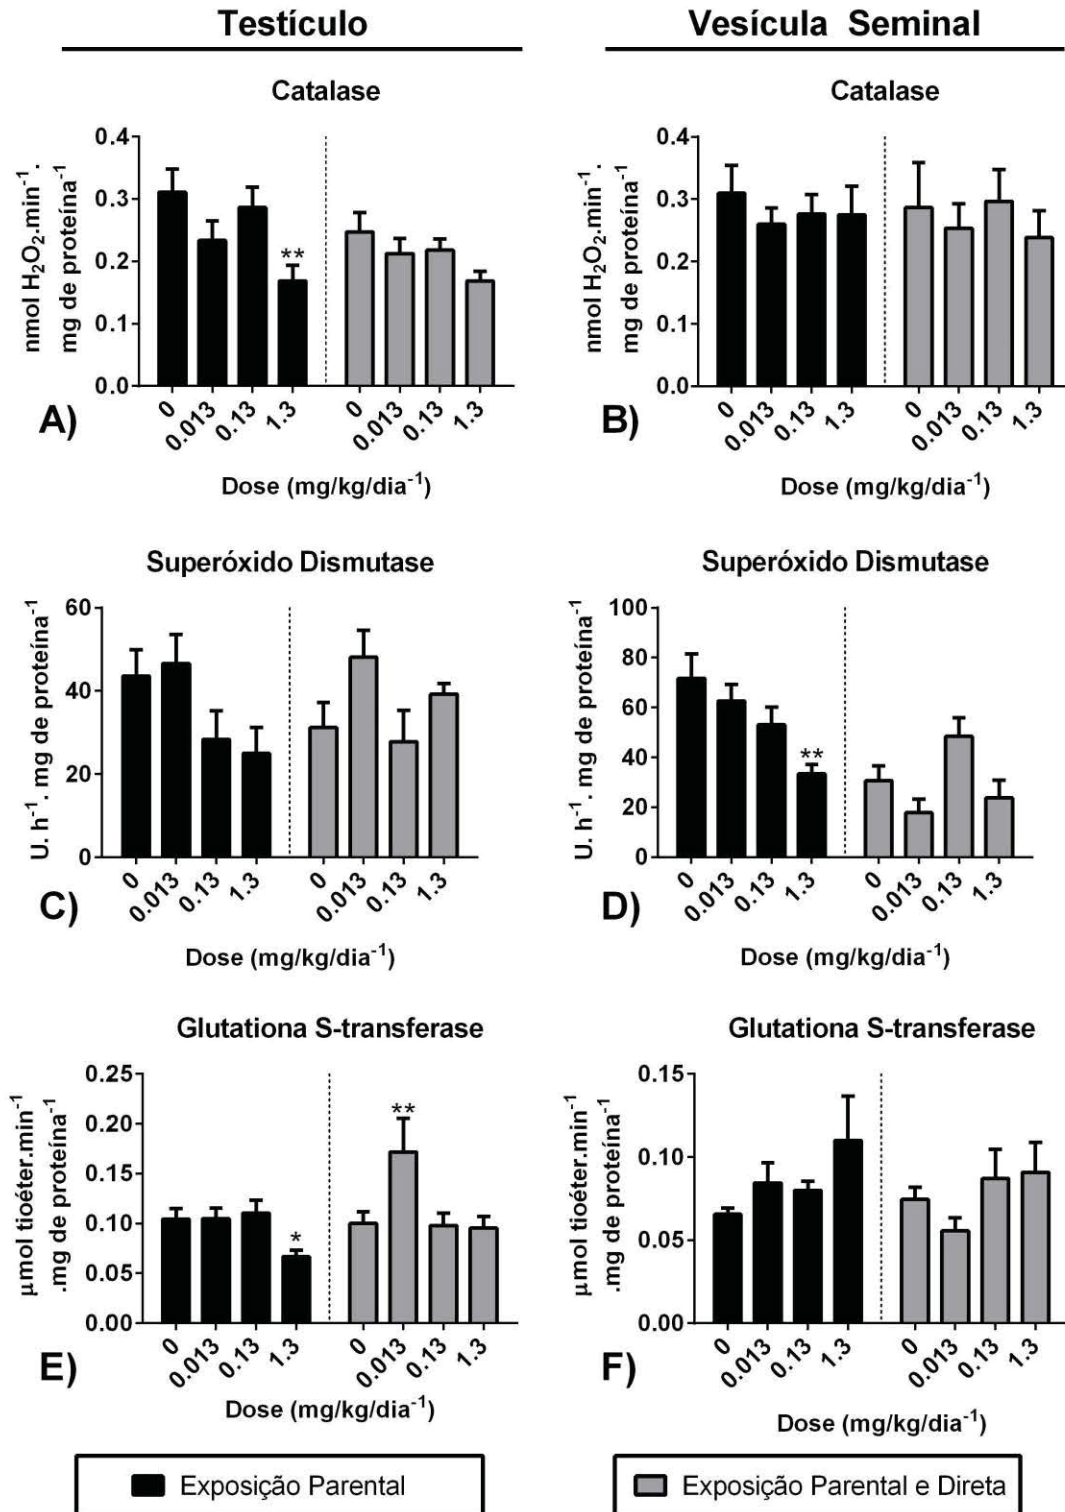 Testículo
Vesícula Seminal
Catalase
nmol H₂O₂.min⁻¹.
mg de proteína⁻¹
0.4
0.3
0.2
0.1
0.0
**
0 0.013 0.13 1.3 0 0.013 0.13 1.3
A)
Dose (mg/kg/dia⁻¹)
Catalase
nmol H₂O₂.min⁻¹.
mg de proteína⁻¹
0.4
0.3
0.2
0.1
0.0
0 0.013 0.13 1.3 0 0.013 0.13 1.3
B)
Dose (mg/kg/dia⁻¹)
Superóxido Dismutase
U. h⁻¹. mg de proteína⁻¹
60
40
20
0
0 0.013 0.13 1.3 0 0.013 0.13 1.3
C)
Dose (mg/kg/dia⁻¹)
Superóxido Dismutase
U. h⁻¹. mg de proteína⁻¹
100
80
60
40
20
0
**
0 0.013 0.13 1.3 0 0.013 0.13 1.3
D)
Dose (mg/kg/dia⁻¹)
Glutationa S-transferase
µmol tioéter.min⁻¹
.mg de proteína⁻¹
0.25
0.20
0.15
0.10
0.05
0.00
*
**
0 0.013 0.13 1.3 0 0.013 0.13 1.3
E)
Dose (mg/kg/dia⁻¹)
Glutationa S-transferase
µmol tioéter.min⁻¹
.mg de proteína⁻¹
0.15
0.10
0.05
0.00
0 0.013 0.13 1.3 0 0.013 0.13 1.3
F)
Dose (mg/kg/dia⁻¹)
Exposição Parental
Exposição Parental e Direta